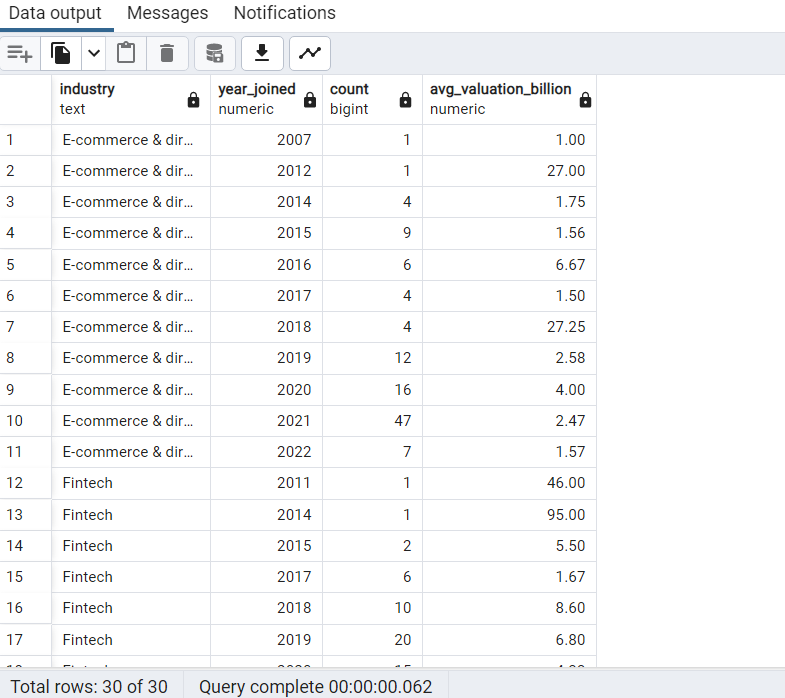 Data output Messages Notifications
industry year_joined count avg_valuation_billion
text numeric bigint numeric
1 E-commerce & dir... 2007 1 1.00
2 E-commerce & dir... 2012 1 27.00
3 E-commerce & dir... 2014 4 1.75
4 E-commerce & dir... 2015 9 1.56
5 E-commerce & dir... 2016 6 6.67
6 E-commerce & dir... 2017 4 1.50
7 E-commerce & dir... 2018 4 27.25
8 E-commerce & dir... 2019 12 2.58
9 E-commerce & dir... 2020 16 4.00
10 E-commerce & dir... 2021 47 2.47
11 E-commerce & dir... 2022 7 1.57
12 Fintech 2011 1 46.00
13 Fintech 2014 1 95.00
14 Fintech 2015 2 5.50
15 Fintech 2017 6 1.67
16 Fintech 2018 10 8.60
17 Fintech 2019 20 6.80
Total rows: 30 of 30 Query complete 00:00:00.062